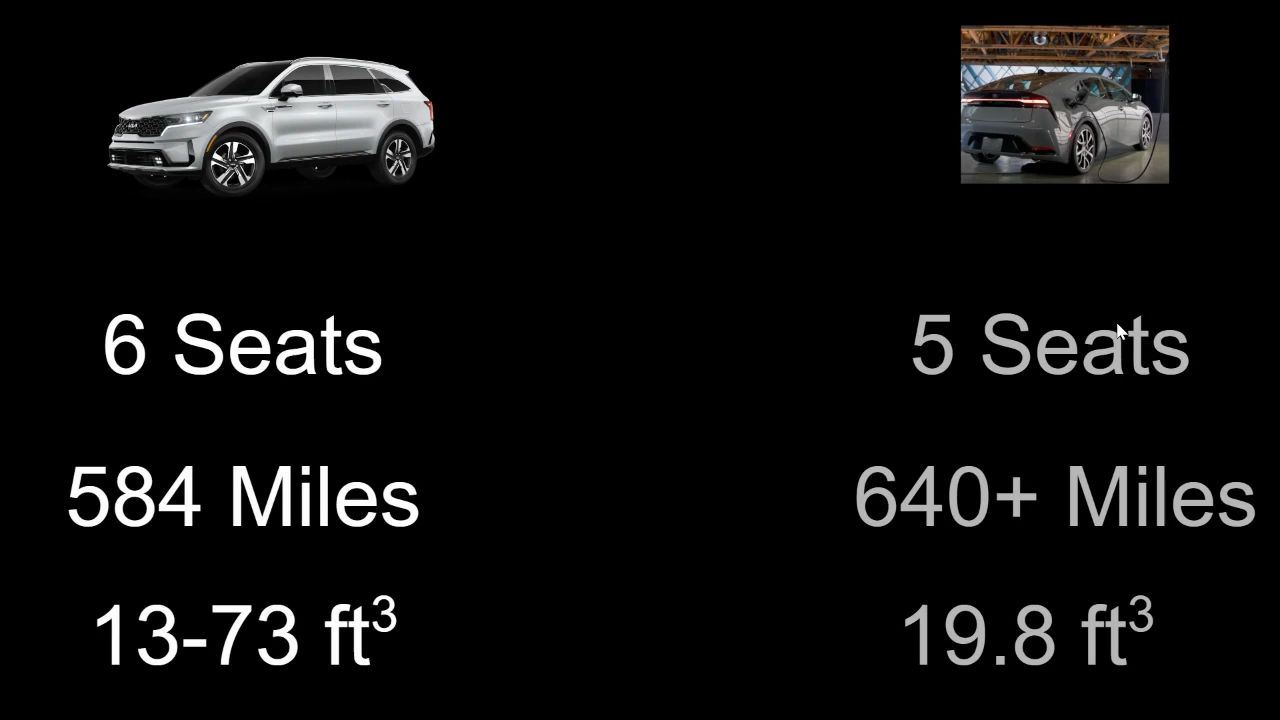 6 Seats
5 Seats
584 Miles
640+ Miles
13-73 ft³
19.8 ft³